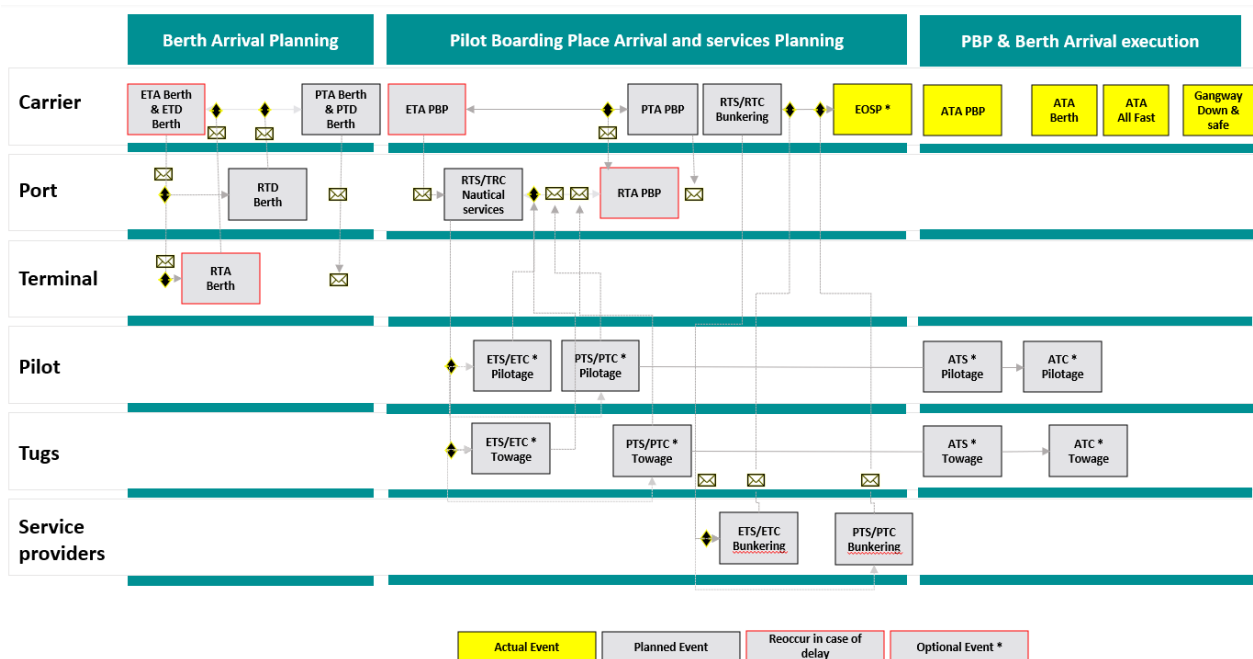 Berth Arrival Planning
Pilot Boarding Place Arrival and services Planning
PBP & Berth Arrival execution
Carrier
ETA Berth
& ETD
Berth
PTA Berth
& PTD
Berth
ETA PBP
PTA PBP
RTS/RTC
Bunkering
EOSP *
ATA PBP
ATA
Berth
ATA
All Fast
Gangway
Down &
safe
Port
RTD
Berth
RTS/TRC
Nautical
services
RTA PBP
Terminal
RTA
Berth
Pilot
ETS/ETC *
Pilotage
PTS/PTC *
Pilotage
ATS *
Pilotage
ATC *
Pilotage
Tugs
ETS/ETC *
Towage
PTS/PTC *
Towage
ATS *
Towage
ATC *
Towage
Service
providers
ETS/ETC
Bunkering
PTS/PTC
Bunkering
Actual Event
Planned Event
Reoccur in case of
delay
Optional Event *